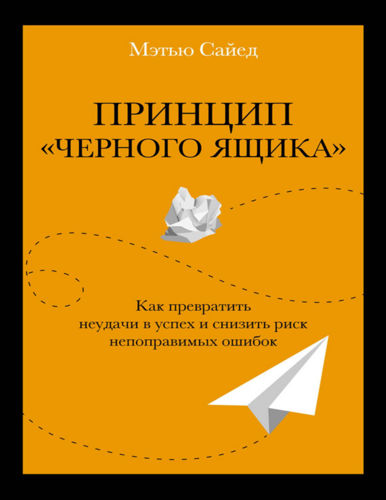 Мэтью Сайед
ПРИНЦИП
«ЧЕРНОГО ЯЩИКА»
Как превратить
неудачи в успех и снизить риск
непоправимых ошибок